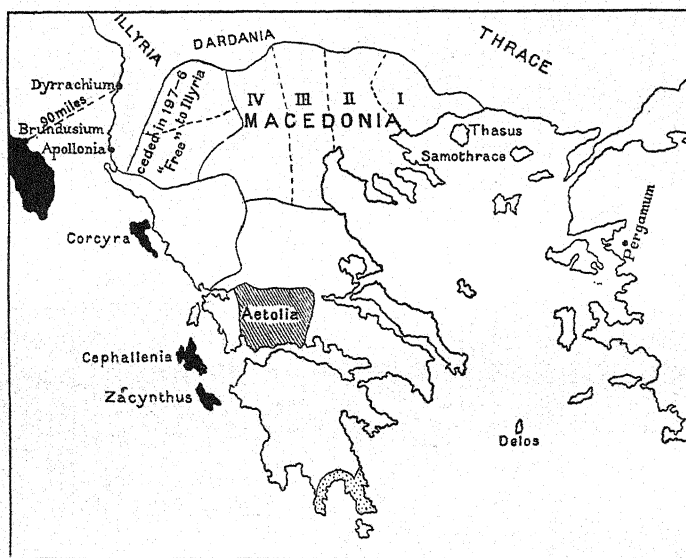 ILLYRIA
DARDANIA
THRACE
Dyrrachium
90 miles
Brundusium
Apollonia
ceded in 197-6
"Free" to Illyria
IV
III
II
I
MACEDONIA
Thasus
Samothrace
Pergamum
Corcyra
Aetolia
Cephallenia
Zacynthus
Delos